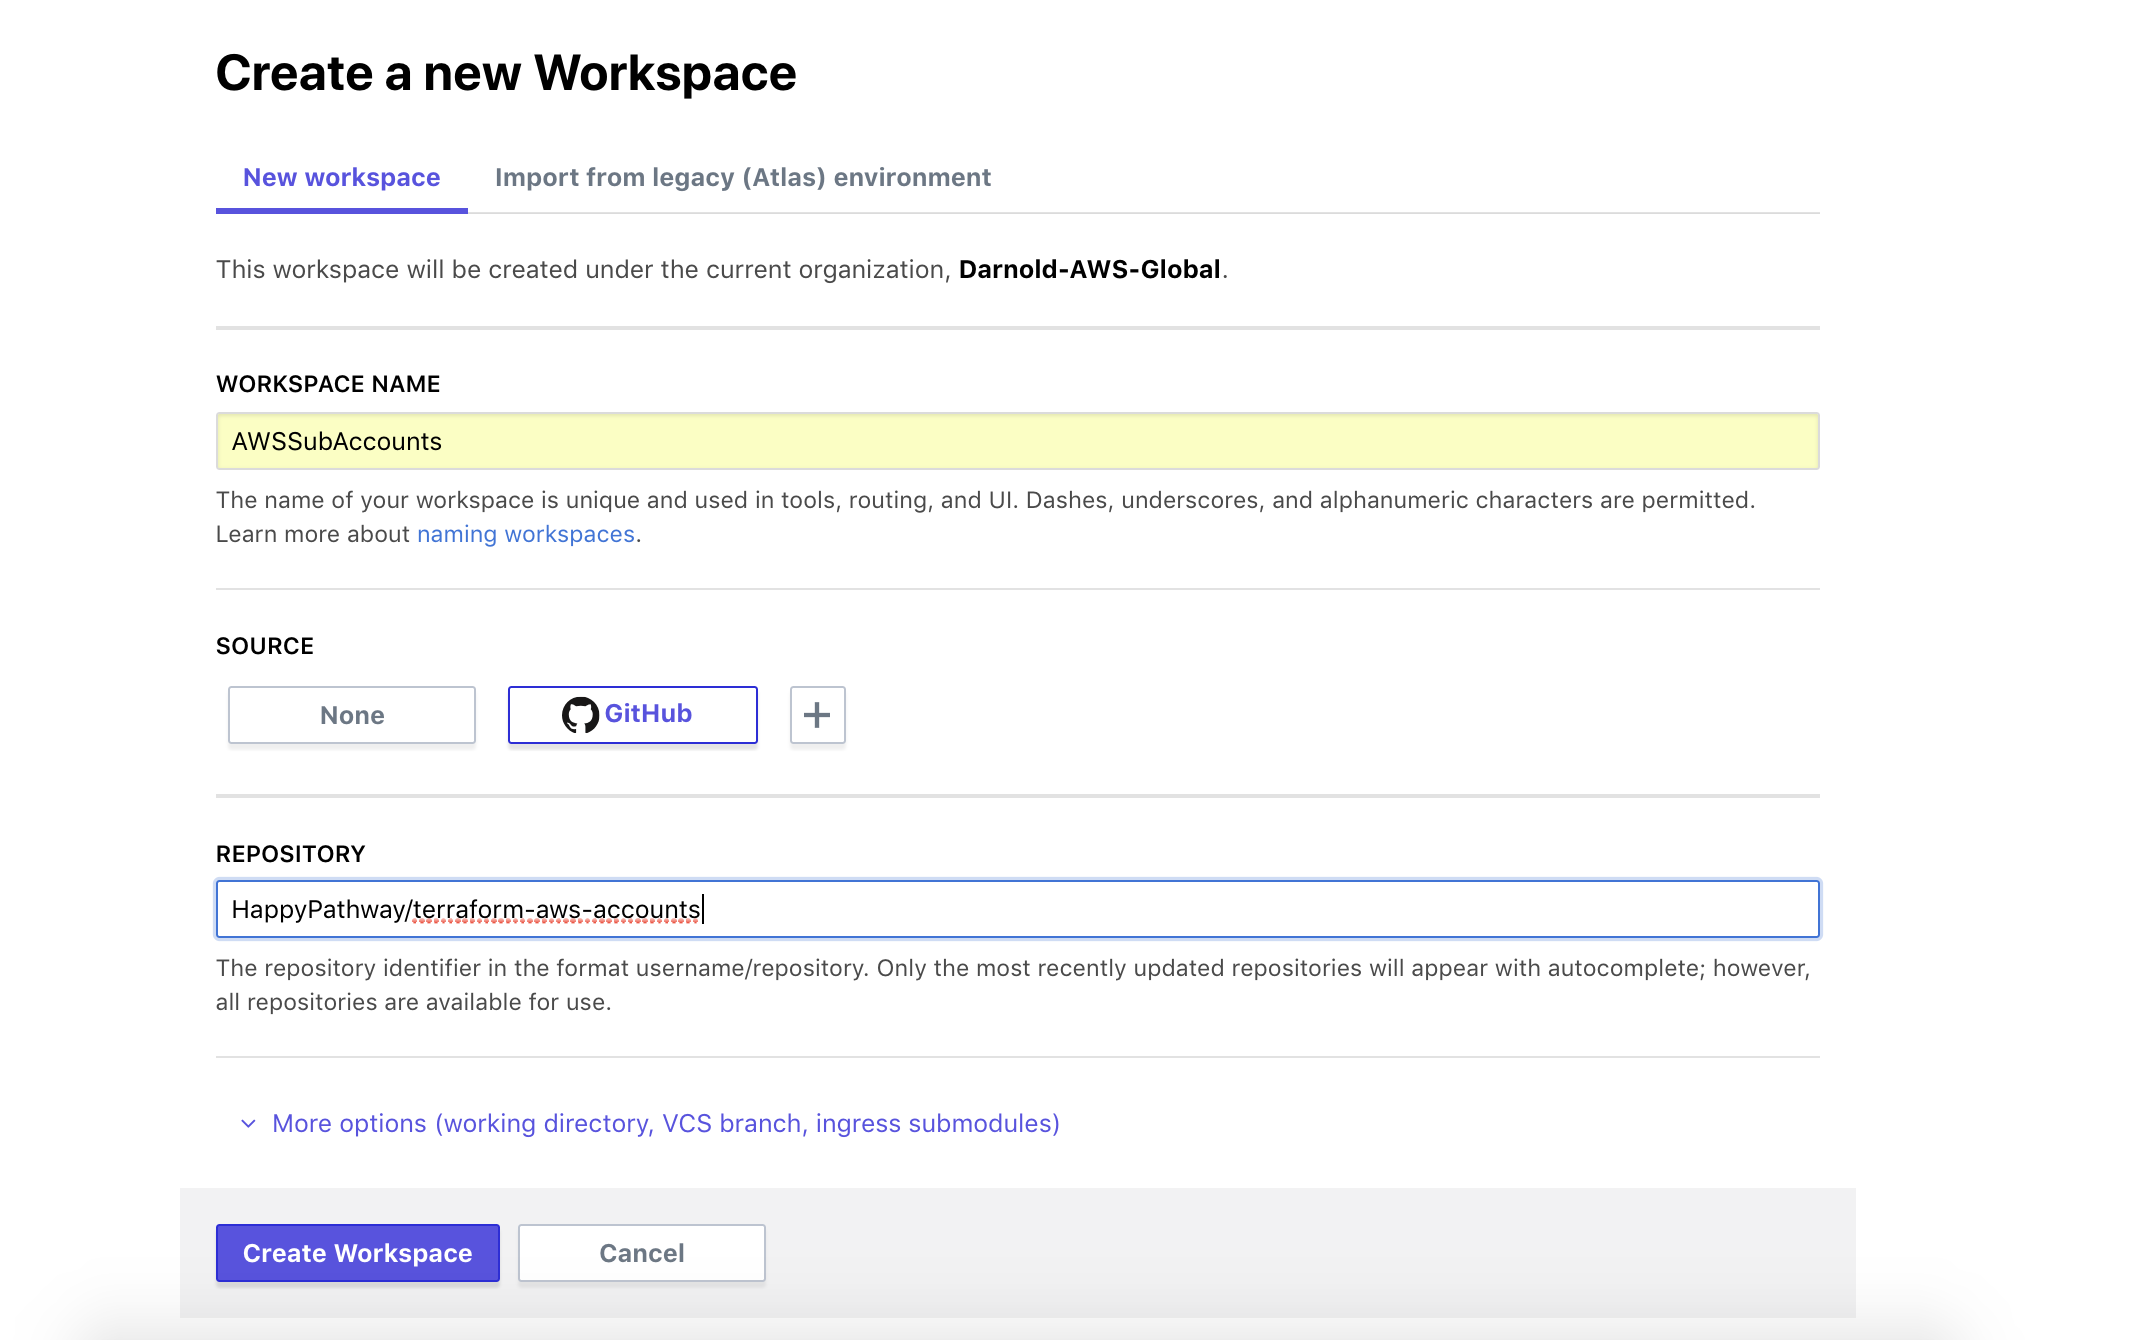 Create a new Workspace
New workspace
Import from legacy (Atlas) environment
This workspace will be created under the current organization, Darnold-AWS-Global.
WORKSPACE NAME
AWSSubAccounts
The name of your workspace is unique and used in tools, routing, and UI. Dashes, underscores, and alphanumeric characters are permitted.
Learn more about naming workspaces.
SOURCE
None
GitHub
REPOSITORY
HappyPathway/terraform-aws-accounts
The repository identifier in the format username/repository. Only the most recently updated repositories will appear with autocomplete; however,
all repositories are available for use.
More options (working directory, VCS branch, ingress submodules)
Create Workspace
Cancel